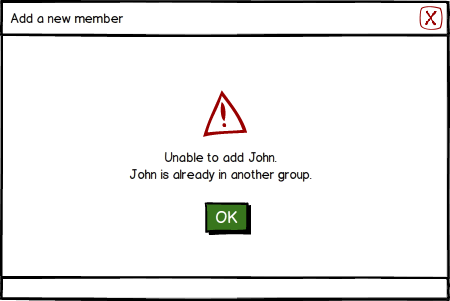 Add a new member
X
!
Unable to add John.
John is already in another group.
OK